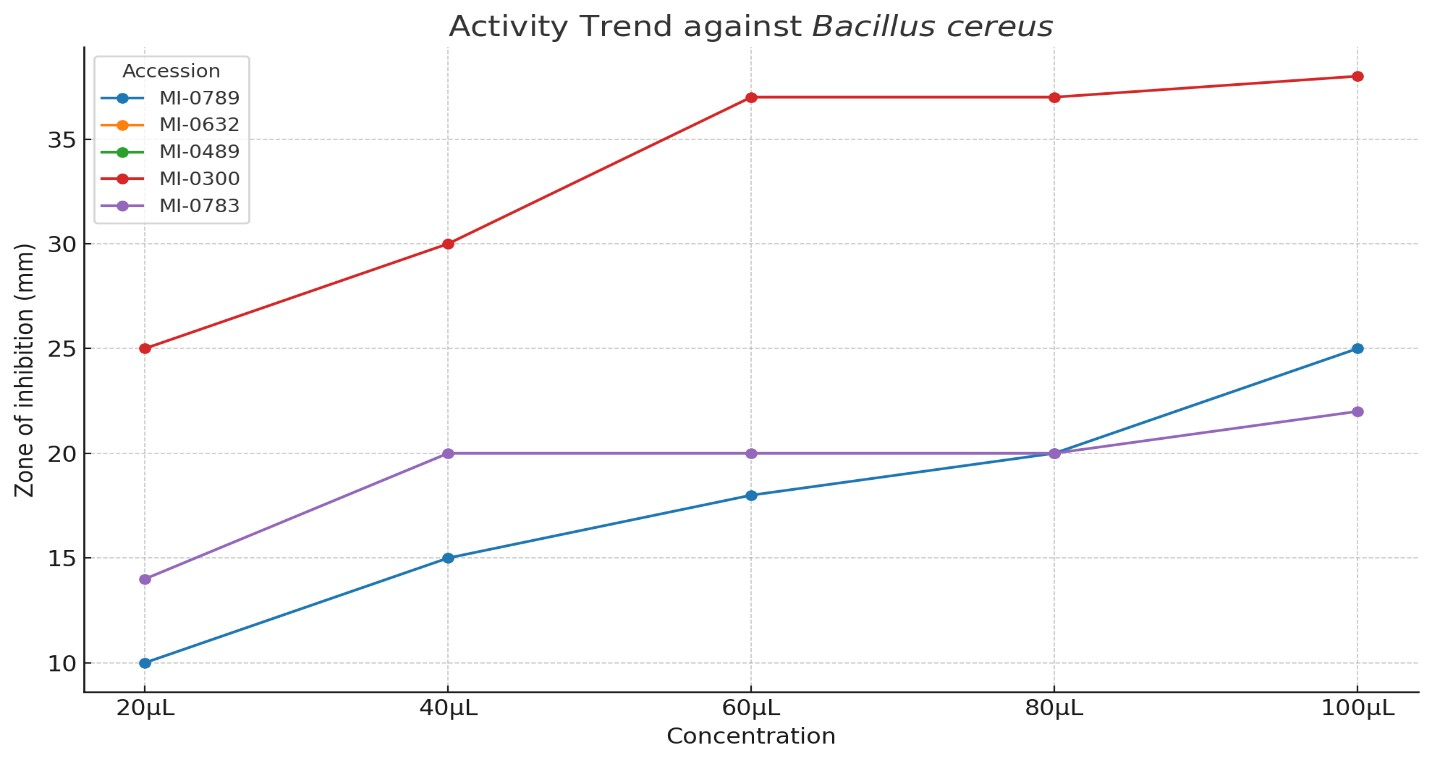 Activity Trend against Bacillus cereus
Accession
MI-0789
MI-0632
MI-0489
MI-0300
MI-0783
Zone of inhibition (mm)
35
30
25
20
15
10
20µL 40µL 60µL 80µL 100µL
Concentration